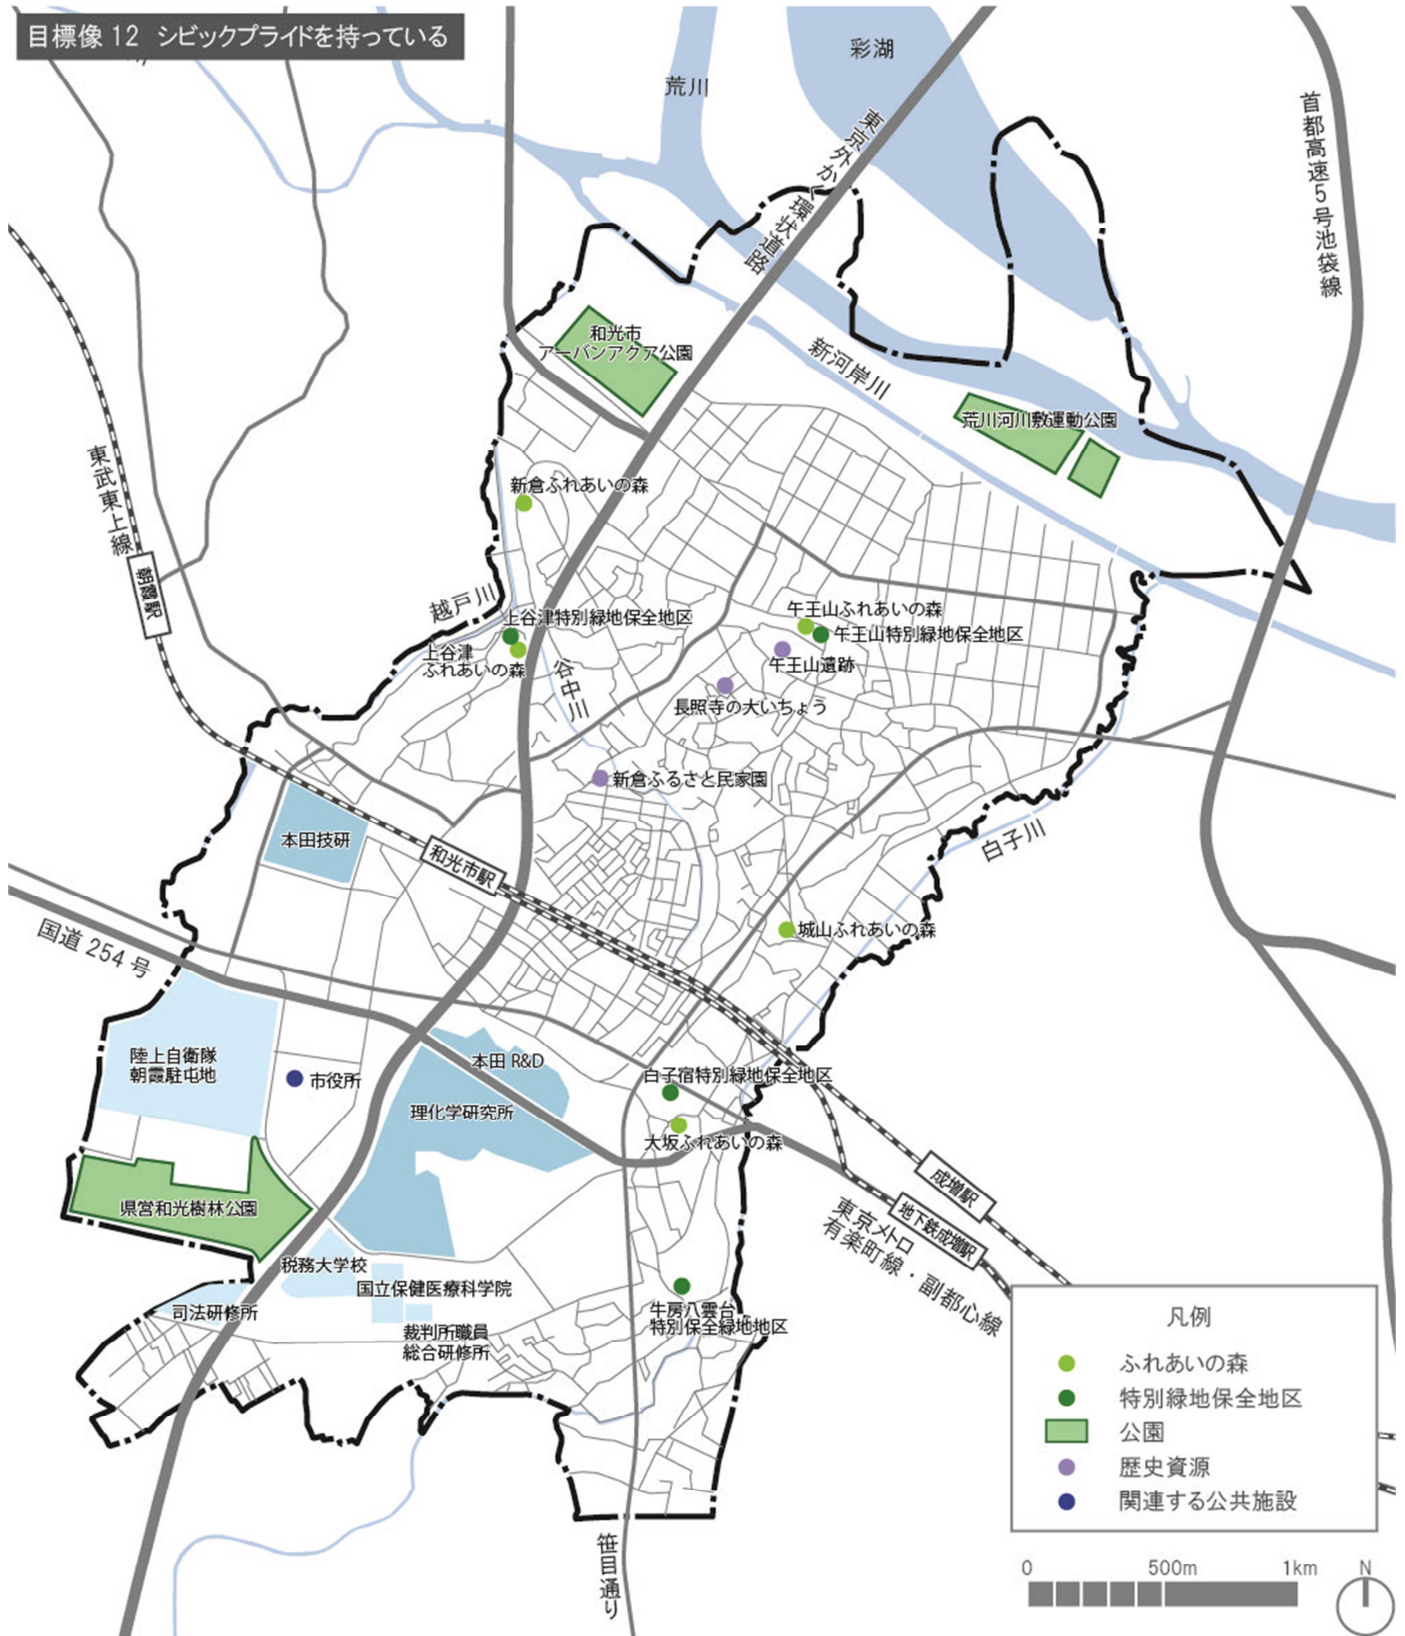 目標像 12 シビックプライドを持っている
彩湖
荒川
東京外かく環状道路
首都高速5号池袋線
和光市
アーバンアクア公園
新河岸川
荒川河川敷運動公園
東武東上線
新倉ふれあいの森
朝霞駅
越戸川
上谷津特別緑地保全地区
上谷津
ふれあいの森
谷中川
午王山ふれあいの森
午王山特別緑地保全地区
午王山遺跡
長照寺の大いちょう
新倉ふるさと民家園
本田技研
和光市駅
白子川
城山ふれあいの森
国道 254 号
陸上自衛隊
朝霞駐屯地
市役所
本田 R&D
理化学研究所
白子宿特別緑地保全地区
大坂ふれあいの森
県営和光樹林公園
成増駅
地下鉄成増駅
東京メトロ
有楽町線・副都心線
税務大学校
国立保健医療科学院
司法研修所
裁判所職員
総合研修所
牛房八雲台
特別保全緑地地区
笹目通り
凡例
ふれあいの森
特別緑地保全地区
公園
歴史資源
関連する公共施設
0 500m 1km
N